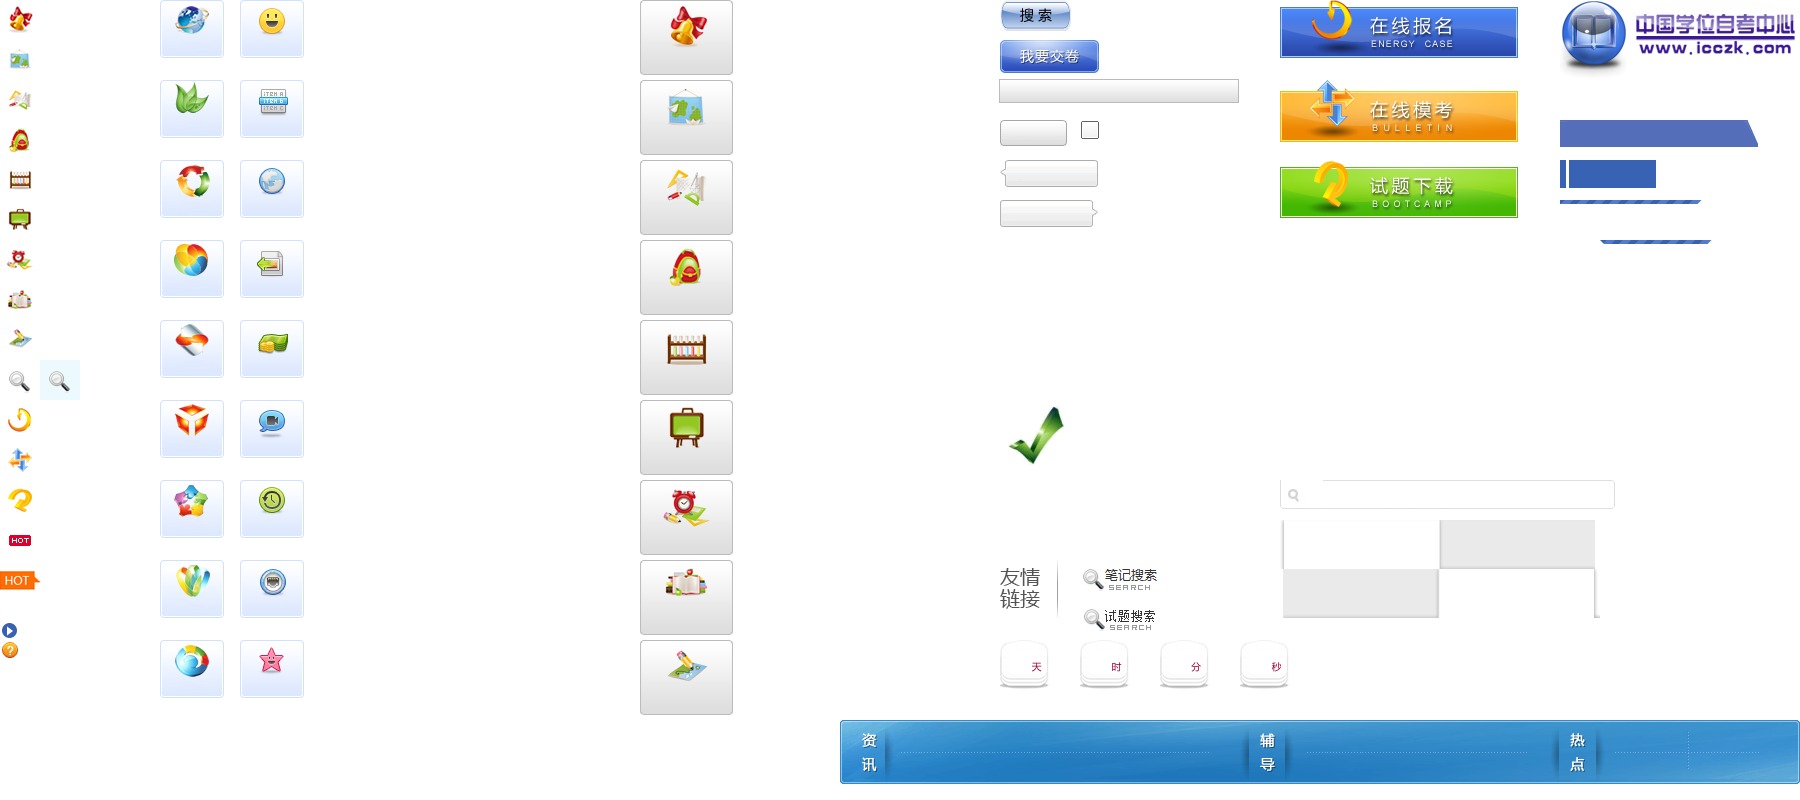 搜 索
我要交卷
在线报名
ENERGY CASE
在线模考
BULLETIN
试题下载
BOOTCAMP
中国学位自考中心
www.icczk.com
ITEM A
ITEM B
ITEM C
HOT
HOT
?
友情
链接
笔记搜索
SEARCH
试题搜索
SEARCH
天
时
分
秒
资讯
辅导
热点